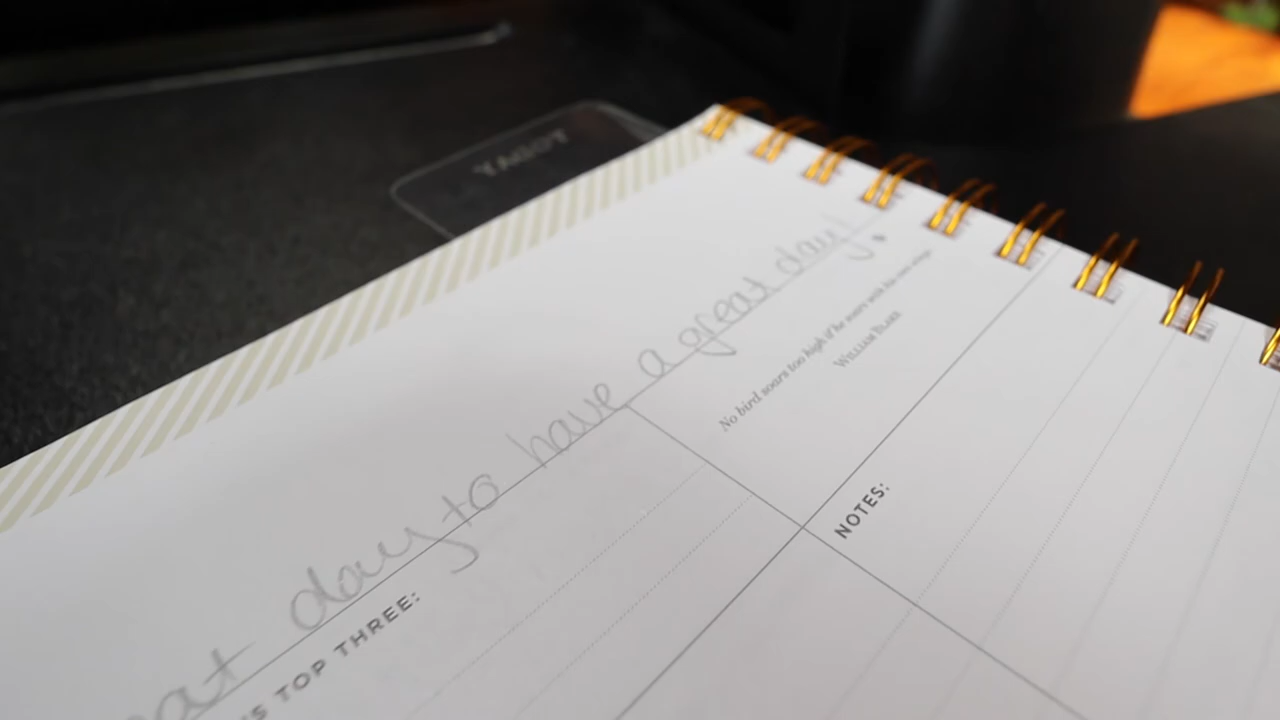 TODAY
day to have a great day!
No bird soars too high if he soars with his own wings
WILLIAM BLAKE
TOP THREE:
NOTES: